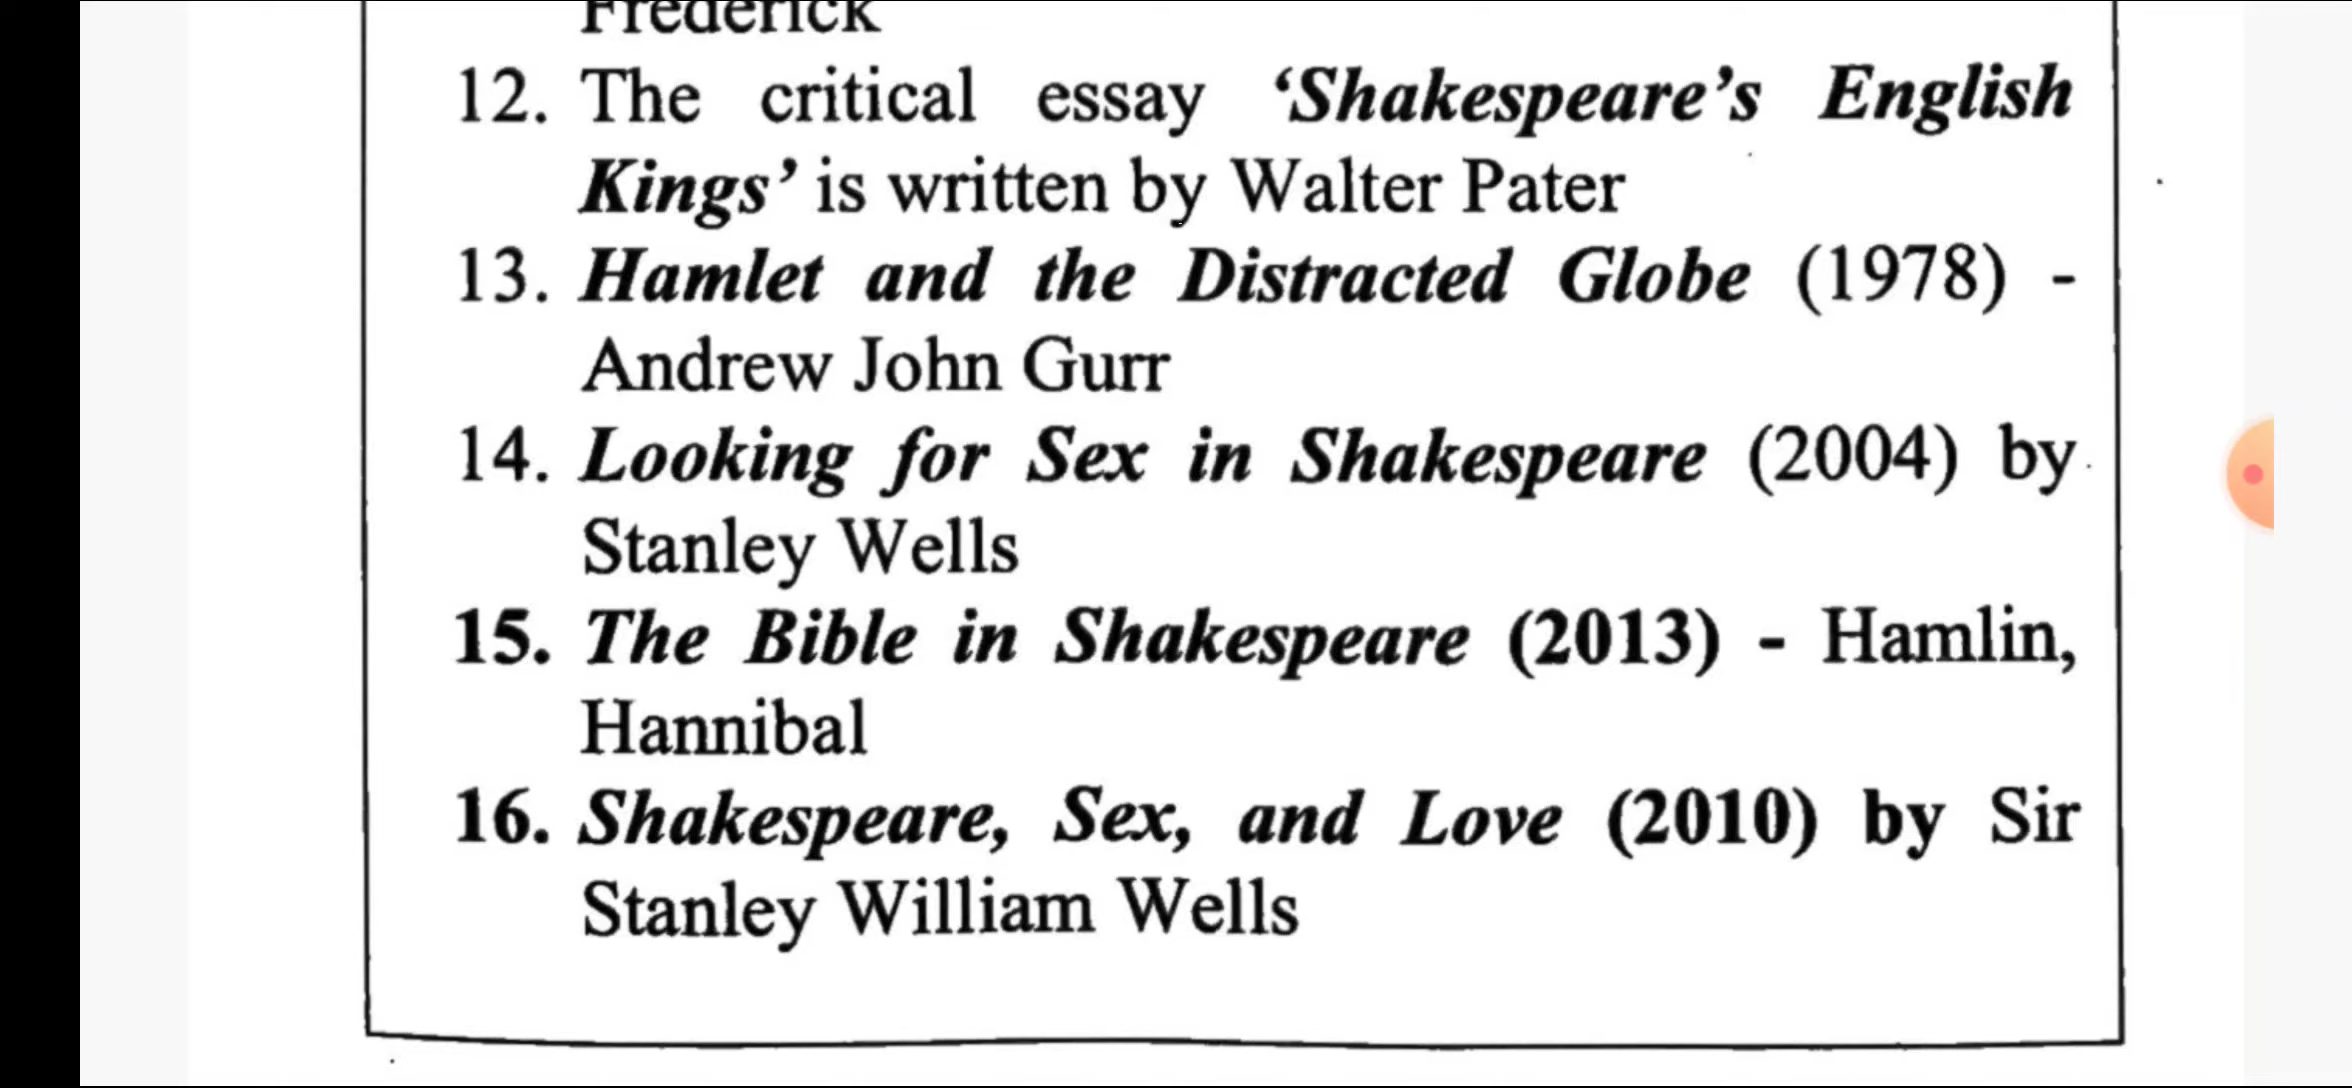 Frederick
12. The critical essay ‘Shakespeare’s English
Kings’ is written by Walter Pater
13. Hamlet and the Distracted Globe (1978) -
Andrew John Gurr
14. Looking for Sex in Shakespeare (2004) by
Stanley Wells
15. The Bible in Shakespeare (2013) - Hamlin,
Hannibal
16. Shakespeare, Sex, and Love (2010) by Sir
Stanley William Wells